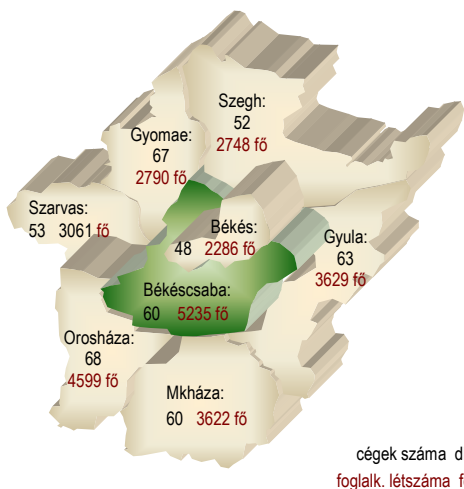 Szegh:
52
2748 fő
Gyomae:
67
2790 fő
Szarvas:
53 3061 fő
Békés:
48 2286 fő
Gyula:
63
3629 fő
Békéscsaba:
60 5235 fő
Orosháza:
68
4599 fő
Mkháza:
60 3622 fő
cégek száma
foglalk. létszáma